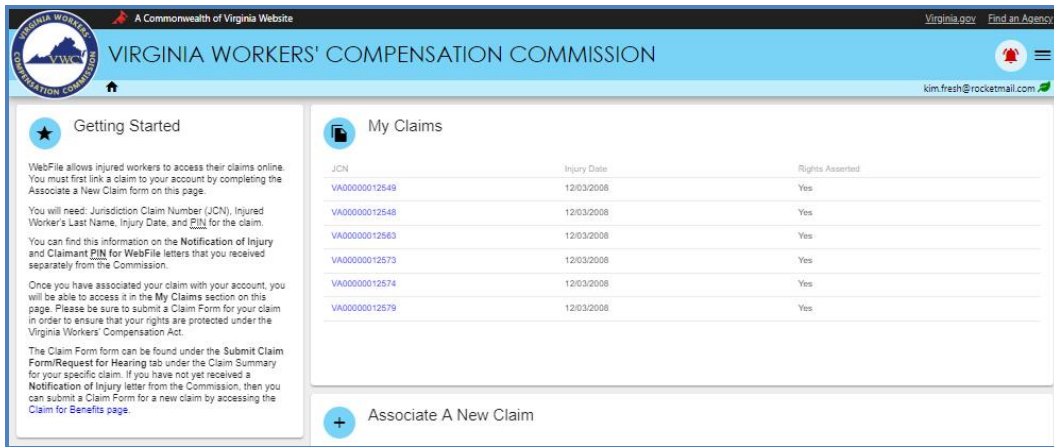 A Commonwealth of Virginia Website
Virginia.gov Find an Agency
VIRGINIA WORKERS' COMPENSATION COMMISSION
VWC
VIRGINIA WORKERS' COMPENSATION COMMISSION
kim.fresh@rocketmail.com
Getting Started
WebFile allows injured workers to access their claims online.
You must first link a claim to your account by completing the
Associate a New Claim form on this page.
You will need: Jurisdiction Claim Number (JCN), Injured
Worker's Last Name, Injury Date, and PIN for the claim.
You can find this information on the Notification of Injury
and Claimant PIN for WebFile letters that you received
separately from the Commission.
Once you have associated your claim with your account, you
will be able to access it in the My Claims section on this
page. Please be sure to submit a Claim Form for your claim
in order to ensure that your rights are protected under the
Virginia Workers' Compensation Act.
The Claim Form form can be found under the Submit Claim
Form/Request for Hearing tab under the Claim Summary
for your specific claim. If you have not yet received a
Notification of Injury letter from the Commission, then you
can submit a Claim Form for a new claim by accessing the
Claim for Benefits page.
My Claims
JCN Injury Date Rights Asserted
VA00000012549 12/03/2008 Yes
VA00000012548 12/03/2008 Yes
VA00000012563 12/03/2008 Yes
VA00000012573 12/03/2008 Yes
VA00000012574 12/03/2008 Yes
VA00000012579 12/03/2008 Yes
Associate A New Claim